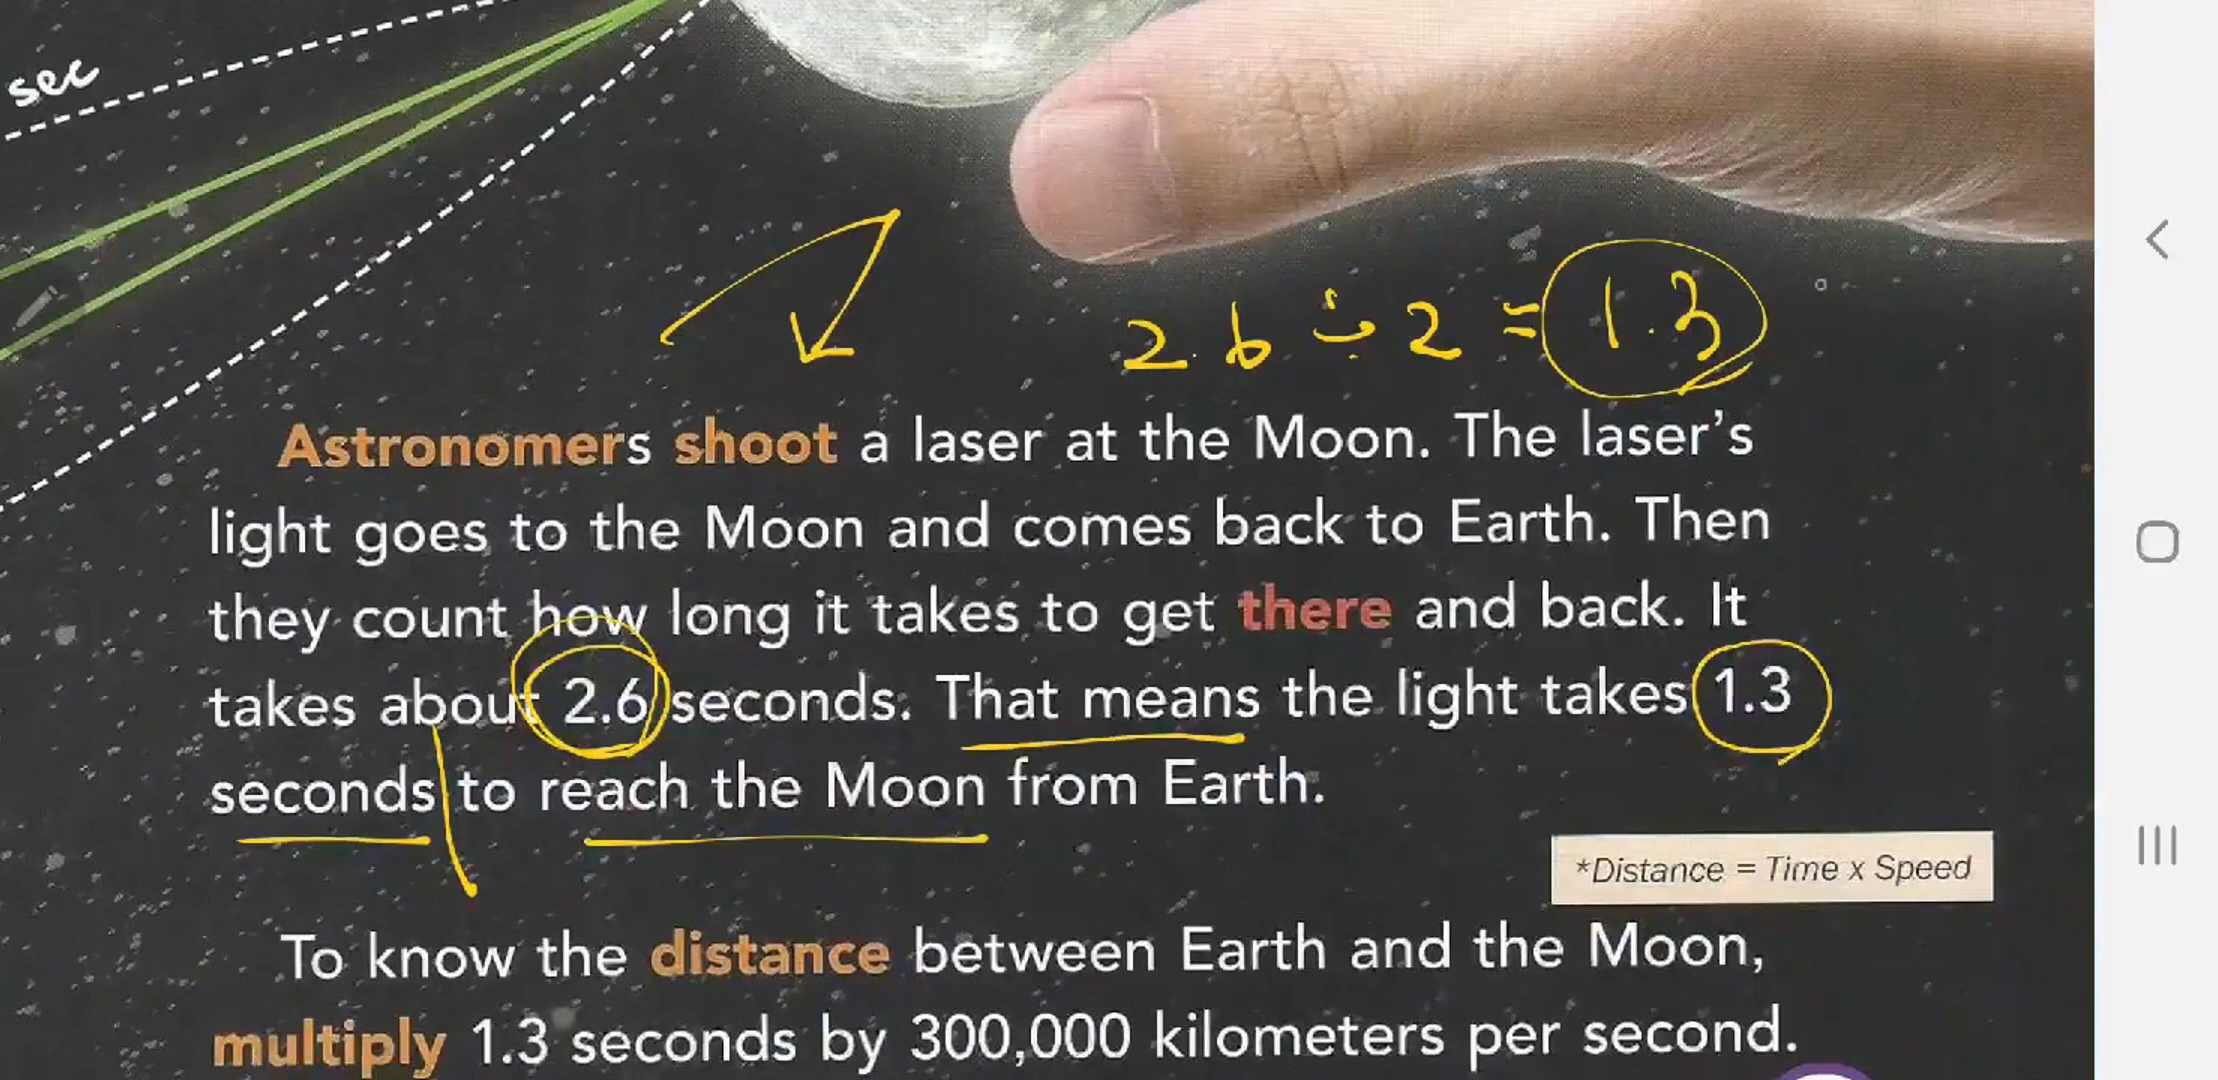 sec
2.6 ÷ 2 = 1.3
Astronomers shoot a laser at the Moon. The laser's
light goes to the Moon and comes back to Earth. Then
they count how long it takes to get there and back. It
takes about 2.6 seconds. That means the light takes 1.3
seconds to reach the Moon from Earth.
*Distance = Time x Speed
To know the distance between Earth and the Moon,
multiply 1.3 seconds by 300,000 kilometers per second.